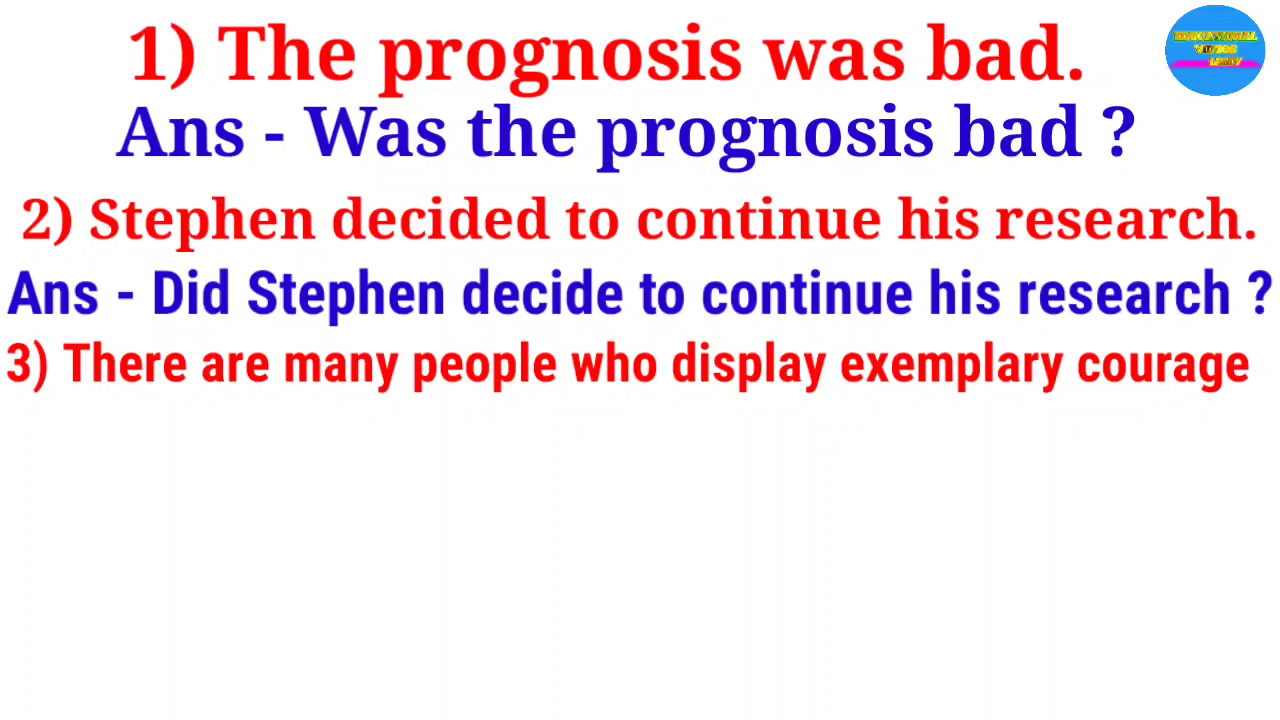 1) The prognosis was bad.
EDUCATIONAL
Ans - Was the prognosis bad ?
2) Stephen decided to continue his research.
Ans - Did Stephen decide to continue his research ?
3) There are many people who display exemplary courage